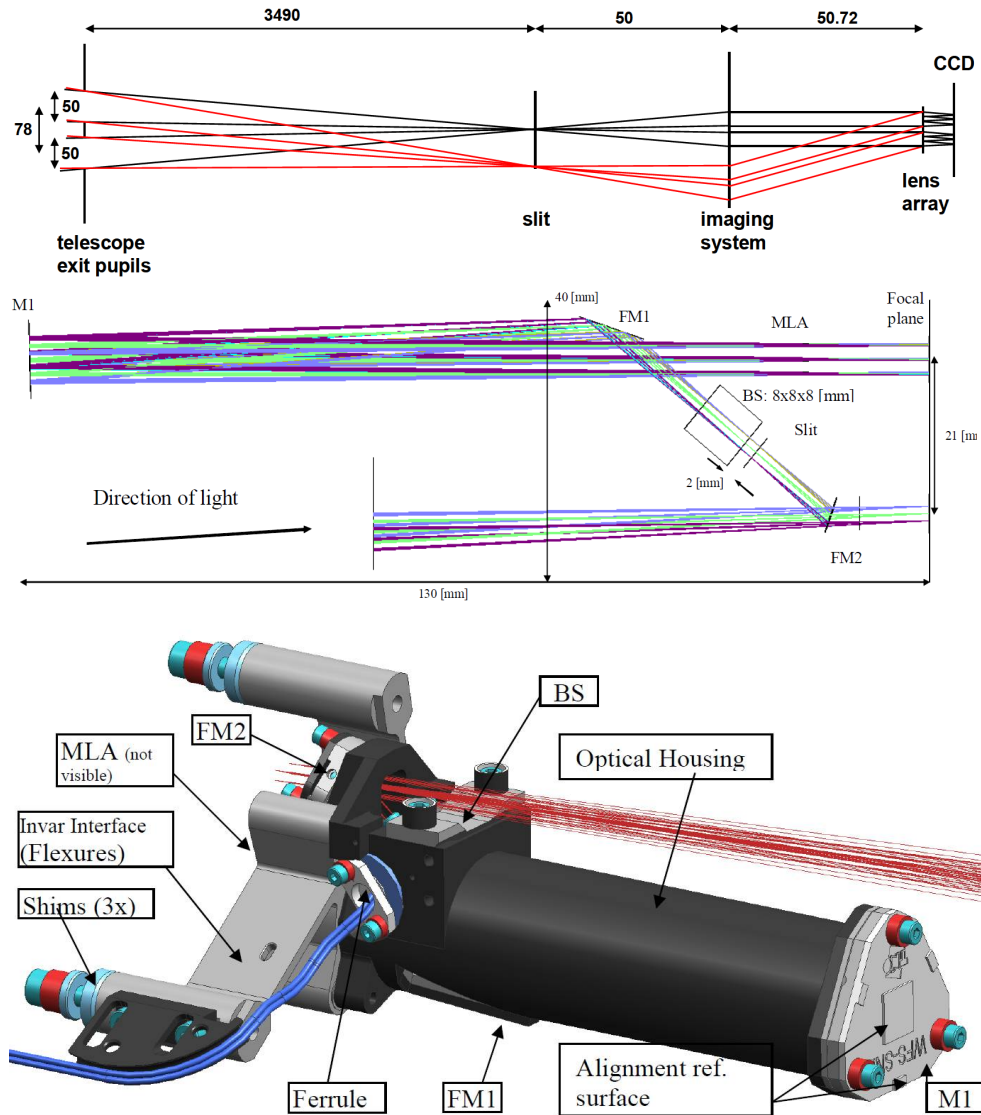 3490
50
50.72
CCD
50
78
50
slit
imaging
system
lens
array
telescope
exit pupils
M1
40 [mm]
FM1
MLA
Focal
plane
BS: 8x8x8 [mm]
Slit
21 [m
2 [mm]
Direction of light
FM2
130 [mm]
BS
FM2
MLA (not
visible)
Optical Housing
Invar Interface
(Flexures)
Shims (3x)
Ferrule
FM1
Alignment ref.
surface
M1